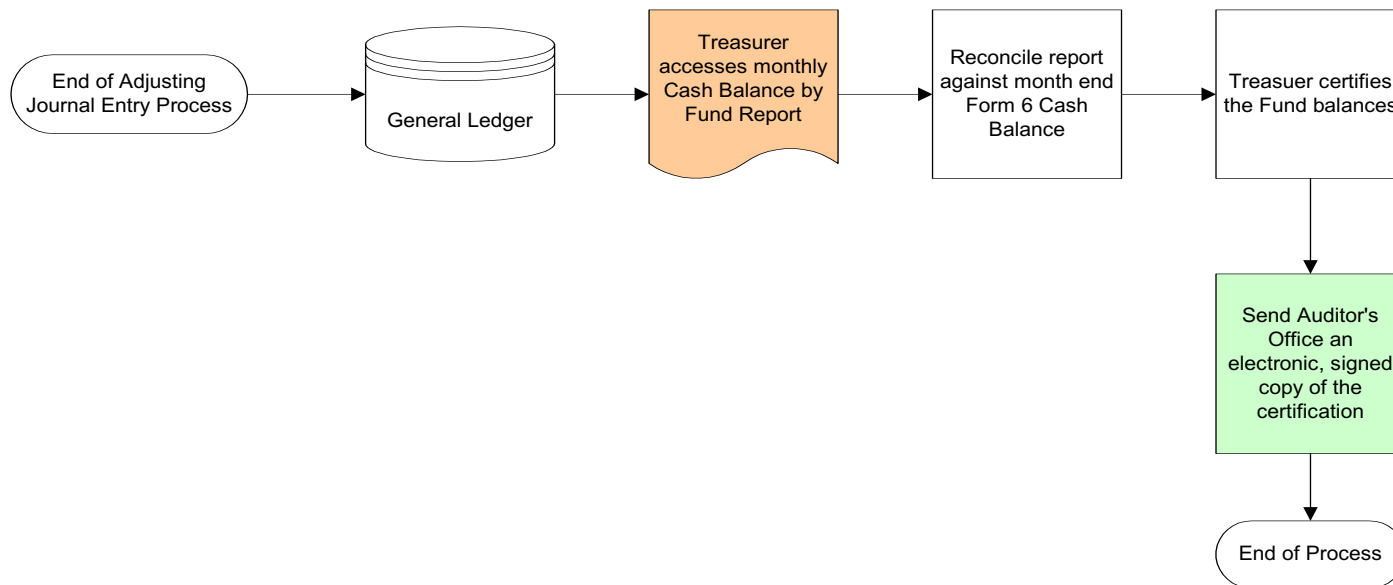 End of Adjusting
Journal Entry Process
General Ledger
Treasurer
accesses monthly
Cash Balance by
Fund Report
Reconcile report
against month end
Form 6 Cash
Balance
Treasuer certifies
the Fund balances
Send Auditor's
Office an
electronic, signed
copy of the
certification
End of Process